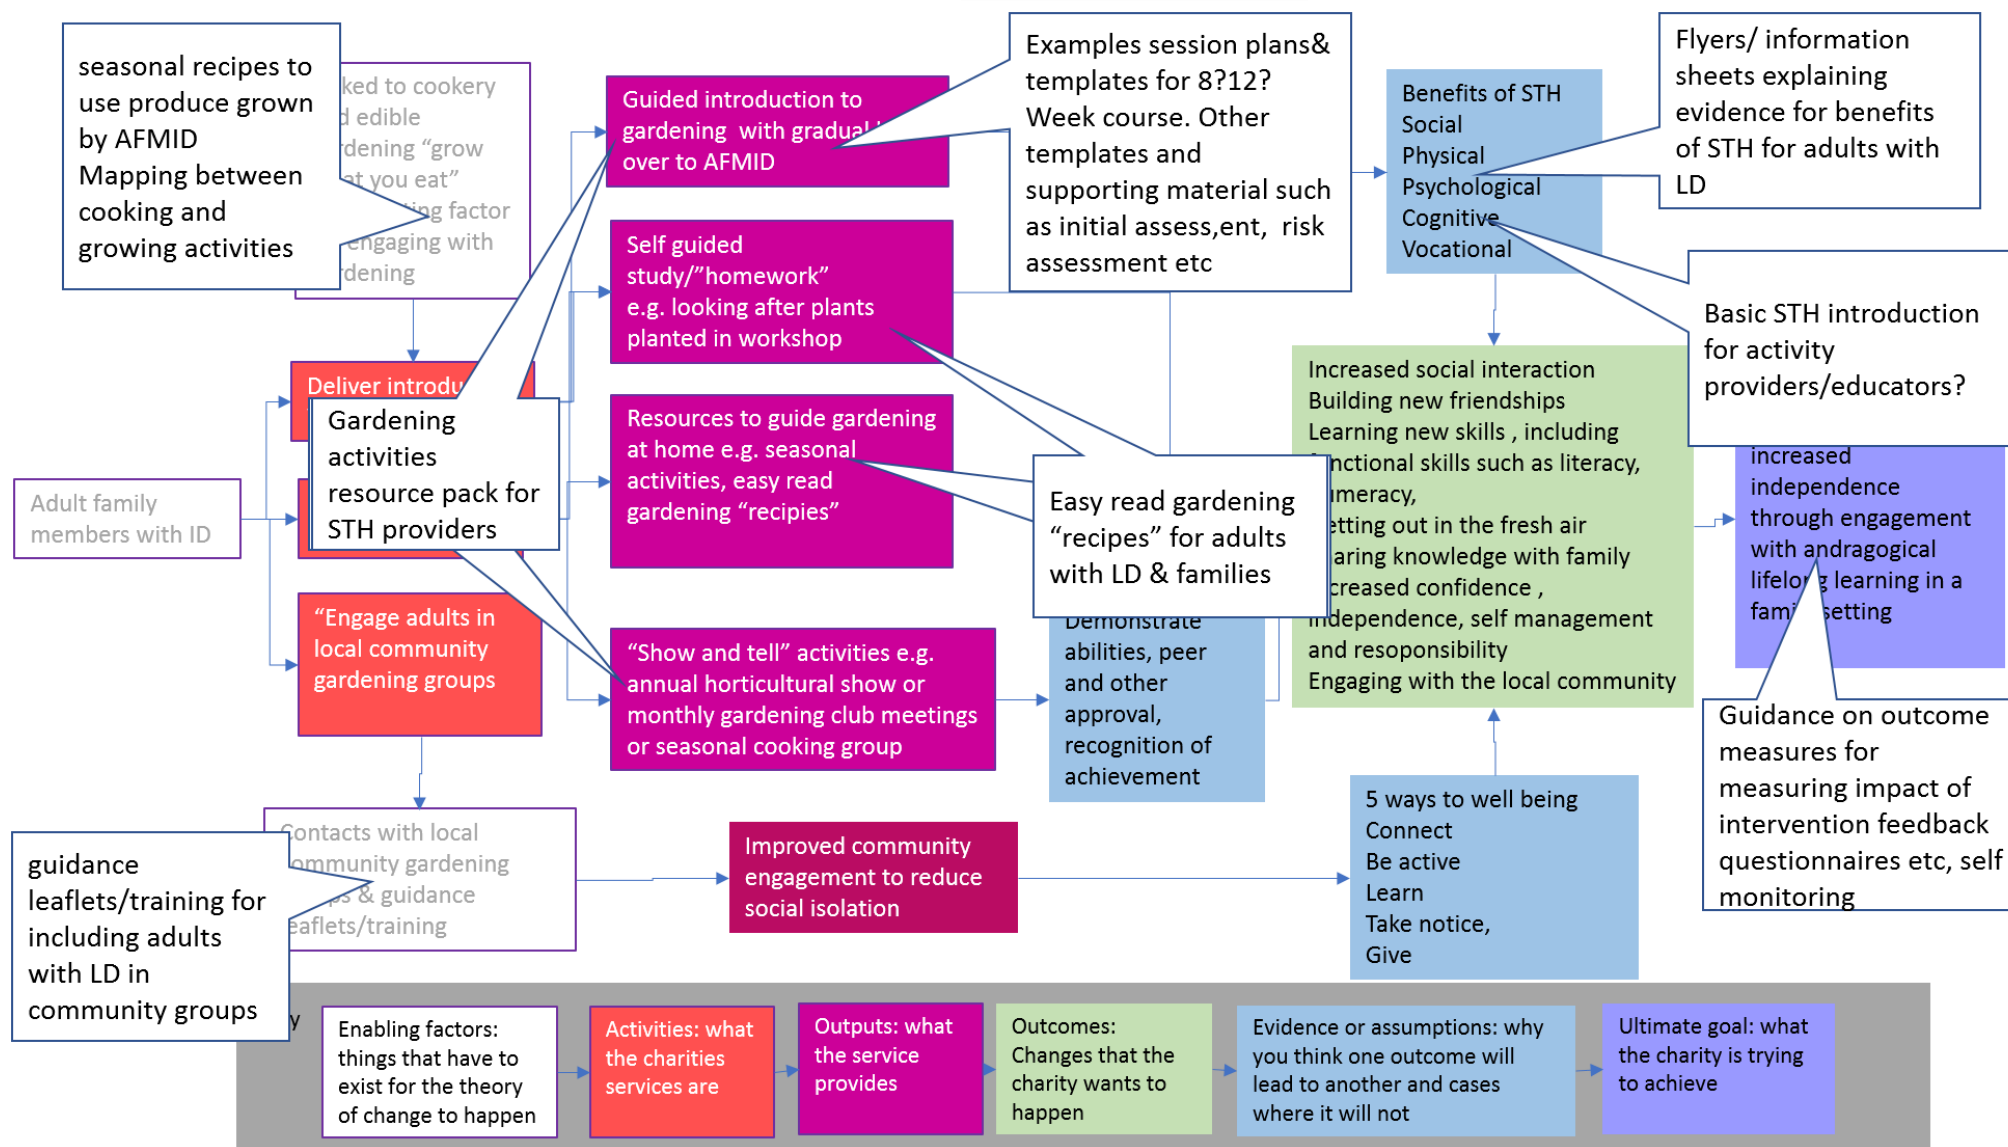 seasonal recipes to
use produce grown
by AFMID
Mapping between
cooking and
growing activities
to cookery
edible
“grow
you eat”
factor
engaging with
Guided introduction to
gardening with gradual
over to AFMID
Examples session plans&
templates for 8?12?
Week course. Other
templates and
supporting material such
as initial assess,ent, risk
assessment etc
Benefits of STH
Social
Physical
Psychological
Cognitive
Vocational
Flyers/ information
sheets explaining
evidence for benefits
of STH for adults with
LD
Self guided
study/”homework”
e.g. looking after plants
planted in workshop
Basic STH introduction
for activity
providers/educators?
Deliver
Gardening
activities
resource pack for
STH providers
Resources to guide gardening
at home e.g. seasonal
activities, easy read
gardening “recipies”
Easy read gardening
“recipes” for adults
with LD & families
Increased social interaction
Building new friendships
Learning new skills , including
skills such as literacy,
out in the fresh air
knowledge with family
confidence ,
independence, self management
and resoponsibility
Engaging with the local community
increased
independence
through engagement
with andragogical
lifelong learning in a
setting
Adult family
members with ID
“Engage adults in
local community
gardening groups
“Show and tell” activities e.g.
annual horticultural show or
monthly gardening club meetings
or seasonal cooking group
Demonstrate
abilities, peer
and other
approval,
recognition of
achievement
Guidance on outcome
measures for
measuring impact of
intervention feedback
questionnaires etc, self
monitoring
Contacts with local
community gardening
& guidance
leaflets/training
guidance
leaflets/training for
including adults
with LD in
community groups
Improved community
engagement to reduce
social isolation
5 ways to well being
Connect
Be active
Learn
Take notice,
Give
Enabling factors:
things that have to
exist for the theory
of change to happen
Activities: what
the charities
services are
Outputs: what
the service
provides
Outcomes:
Changes that the
charity wants to
happen
Evidence or assumptions: why
you think one outcome will
lead to another and cases
where it will not
Ultimate goal: what
the charity is trying
to achieve